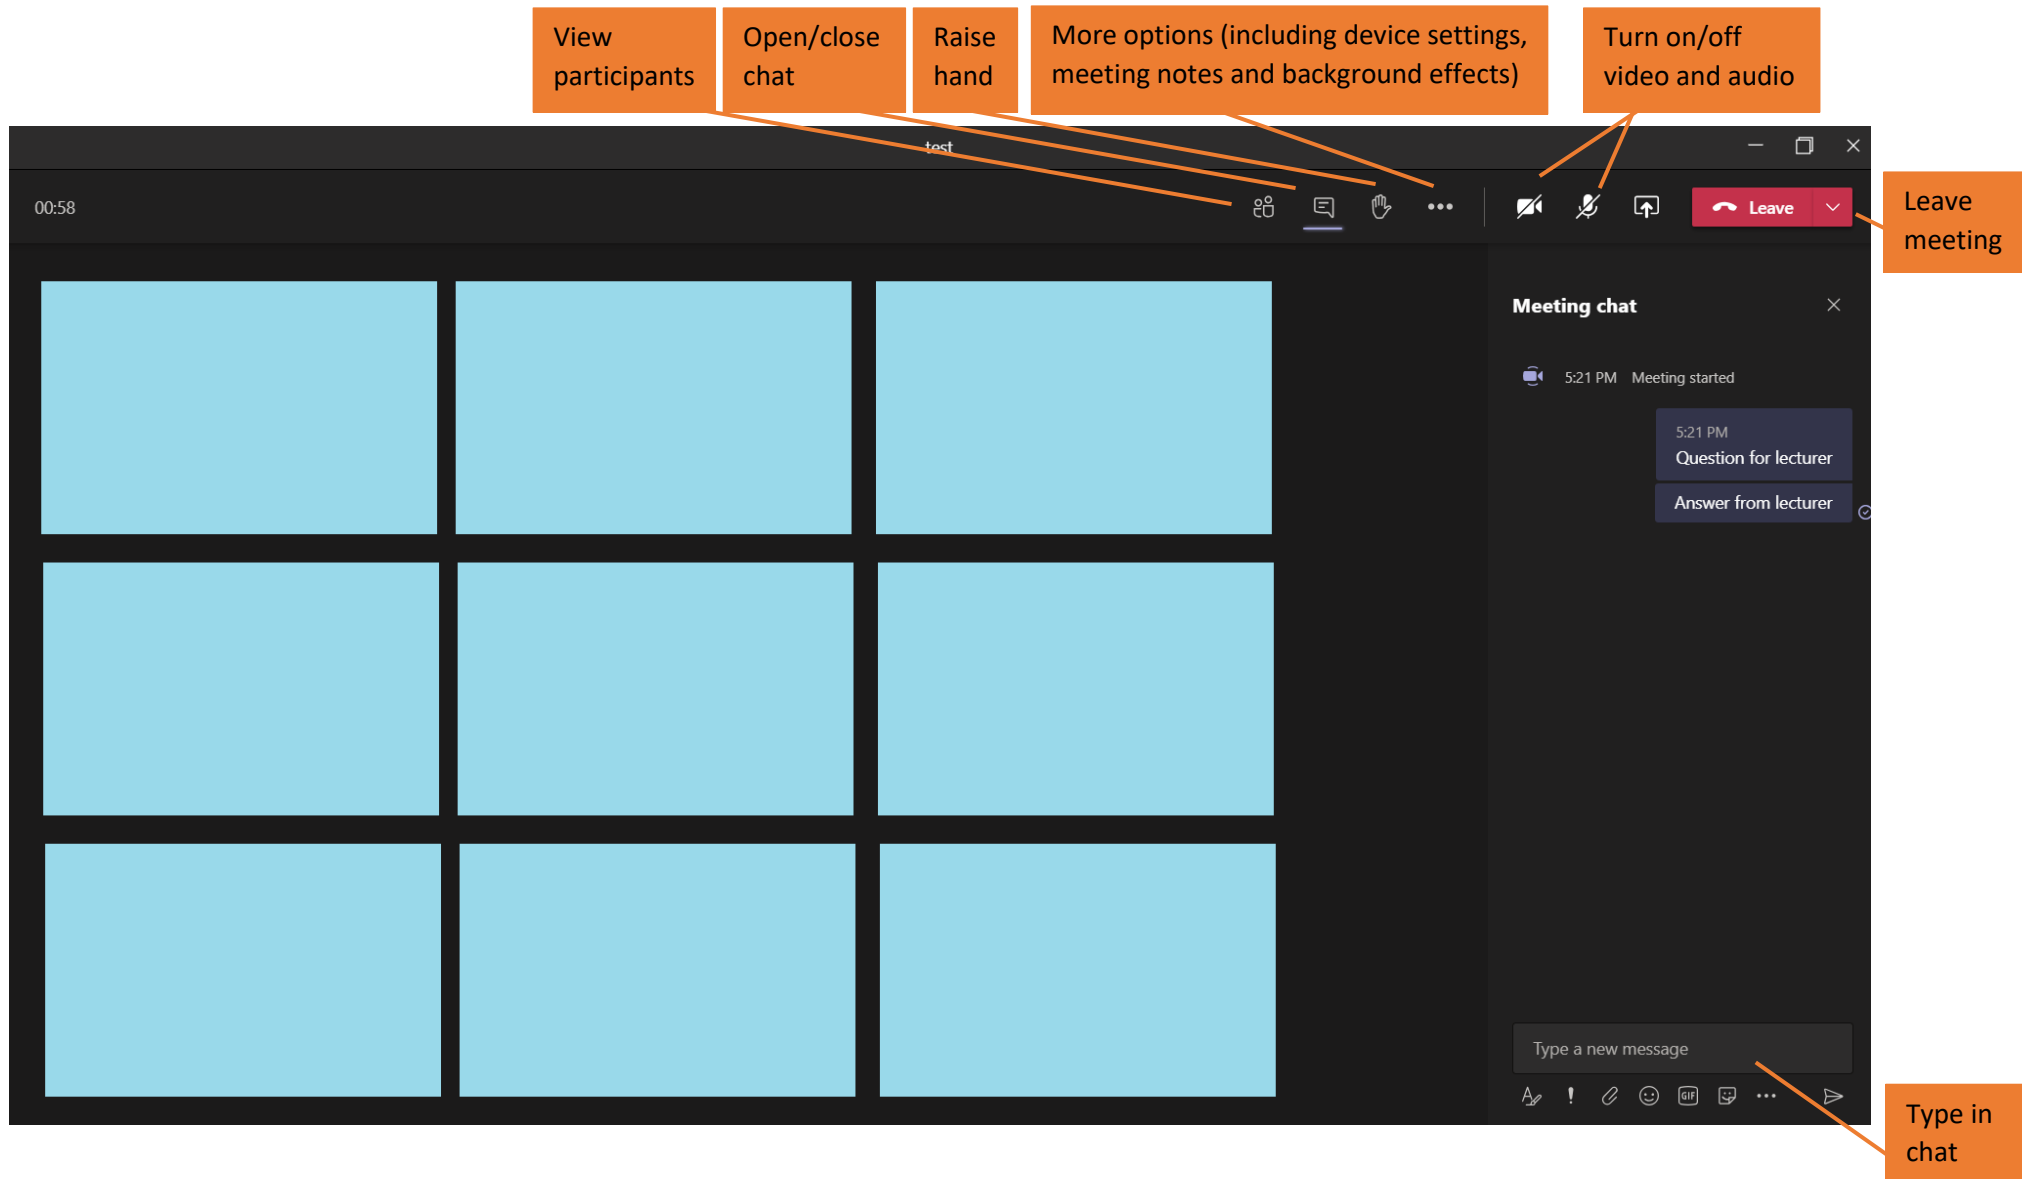 View
participants
Open/close
chat
Raise
hand
More options (including device settings,
meeting notes and background effects)
Turn on/off
video and audio
test
00:58
Leave
Leave
meeting
Meeting chat
5:21 PM Meeting started
5:21 PM
Question for lecturer
Answer from lecturer
Type a new message
GIF
Type in
chat